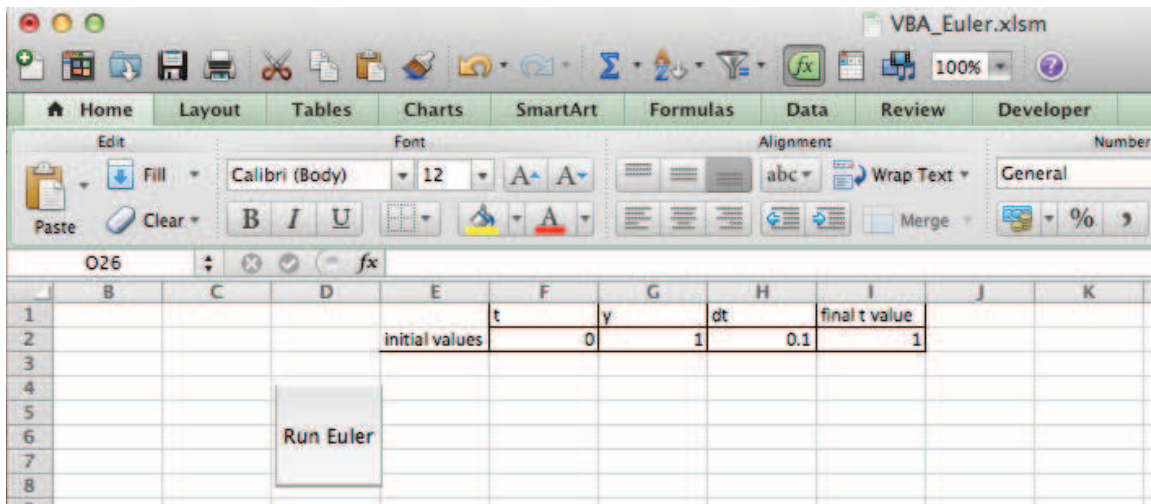 VBA_Euler.xlsm
fx 100% ?
Home Layout Tables Charts SmartArt Formulas Data Review Developer
Edit Font Alignment Number
Fill Calibri (Body) 12 A A abc Wrap Text General
Paste Clear B I U A Merge % ,
O26 fx
B C D E F G H I J K
1 t y dt final t value
2 initial values 0 1 0.1 1
3
4
5
6 Run Euler
7
8